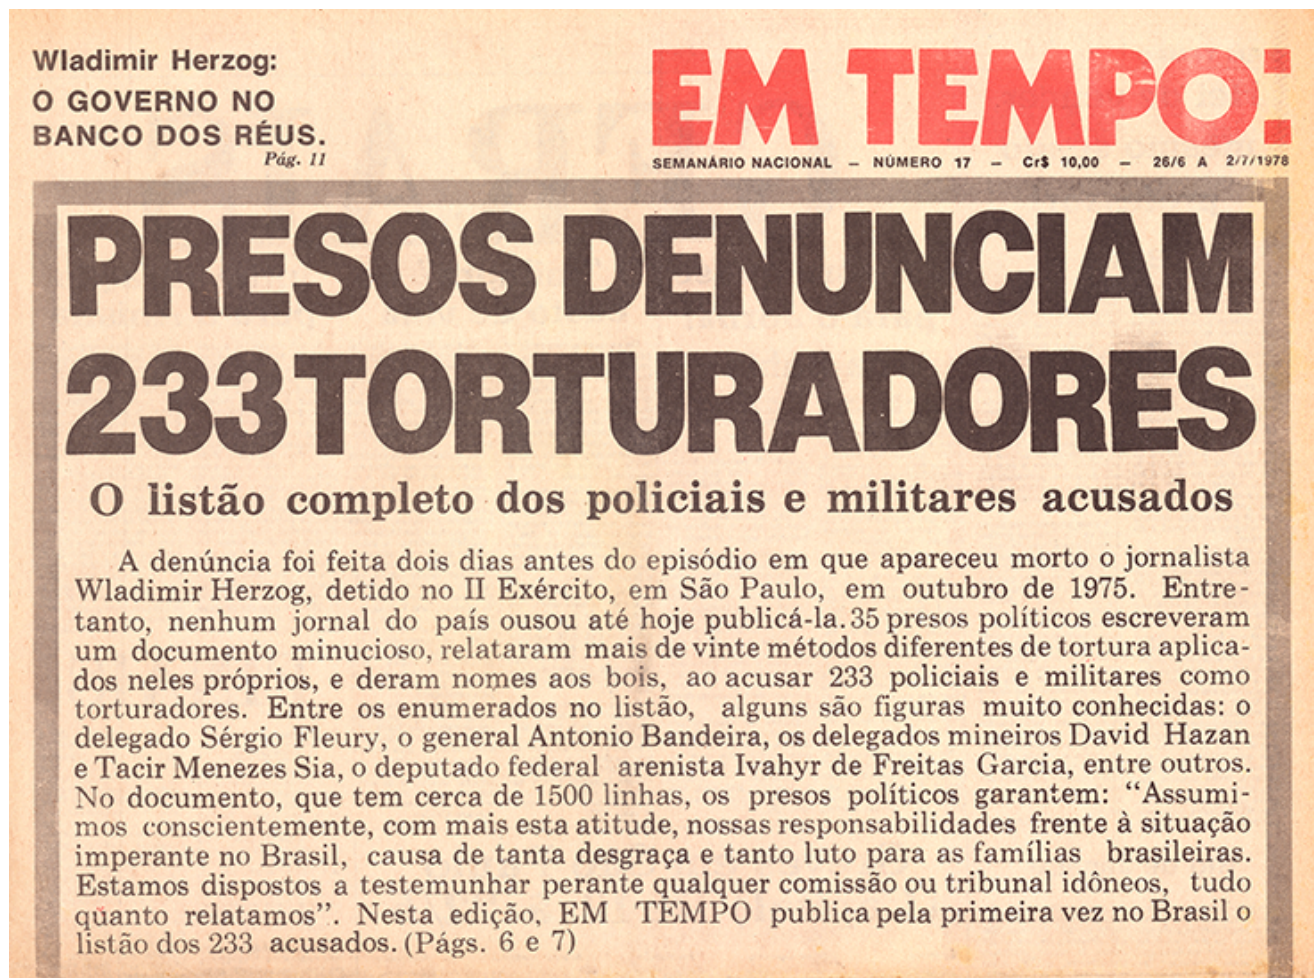 Wladimir Herzog:
O GOVERNO NO
BANCO DOS RÉUS.
Pág. 11
EM TEMPO:
SEMANÁRIO NACIONAL – NÚMERO 17 – Cr$ 10,00 – 26/6 A 2/7/1978
PRESOS DENUNCIAM
233 TORTURADORES
O listão completo dos policiais e militares acusados
A denúncia foi feita dois dias antes do episódio em que apareceu morto o jornalista
Wladimir Herzog, detido no II Exército, em São Paulo, em outubro de 1975. Entre-
tanto, nenhum jornal do país ousou até hoje publicá-la. 35 presos políticos escreveram
um documento minucioso, relataram mais de vinte métodos diferentes de tortura aplica-
dos neles próprios, e deram nomes aos bois, ao acusar 233 policiais e militares como
torturadores. Entre os enumerados no listão, alguns são figuras muito conhecidas: o
delegado Sérgio Fleury, o general Antonio Bandeira, os delegados mineiros David Hazan
e Tacir Menezes Sia, o deputado federal arenista Ivahyr de Freitas Garcia, entre outros.
No documento, que tem cerca de 1500 linhas, os presos políticos garantem: “Assumi-
mos conscientemente, com mais esta atitude, nossas responsabilidades frente à situação
imperante no Brasil, causa de tanta desgraça e tanto luto para as famílias brasileiras.
Estamos dispostos a testemunhar perante qualquer comissão ou tribunal idôneos, tudo
quanto relatamos”. Nesta edição, EM TEMPO publica pela primeira vez no Brasil o
listão dos 233 acusados. (Págs. 6 e 7)